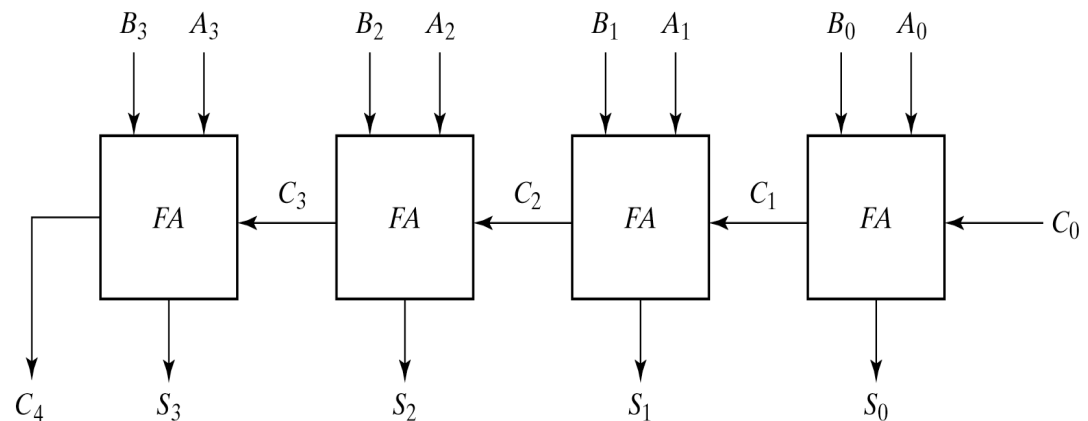 B₃ A₃ B₂ A₂ B₁ A₁ B₀ A₀
C₃ C₂ C₁
FA FA FA FA C₀
C₄ S₃ S₂ S₁ S₀